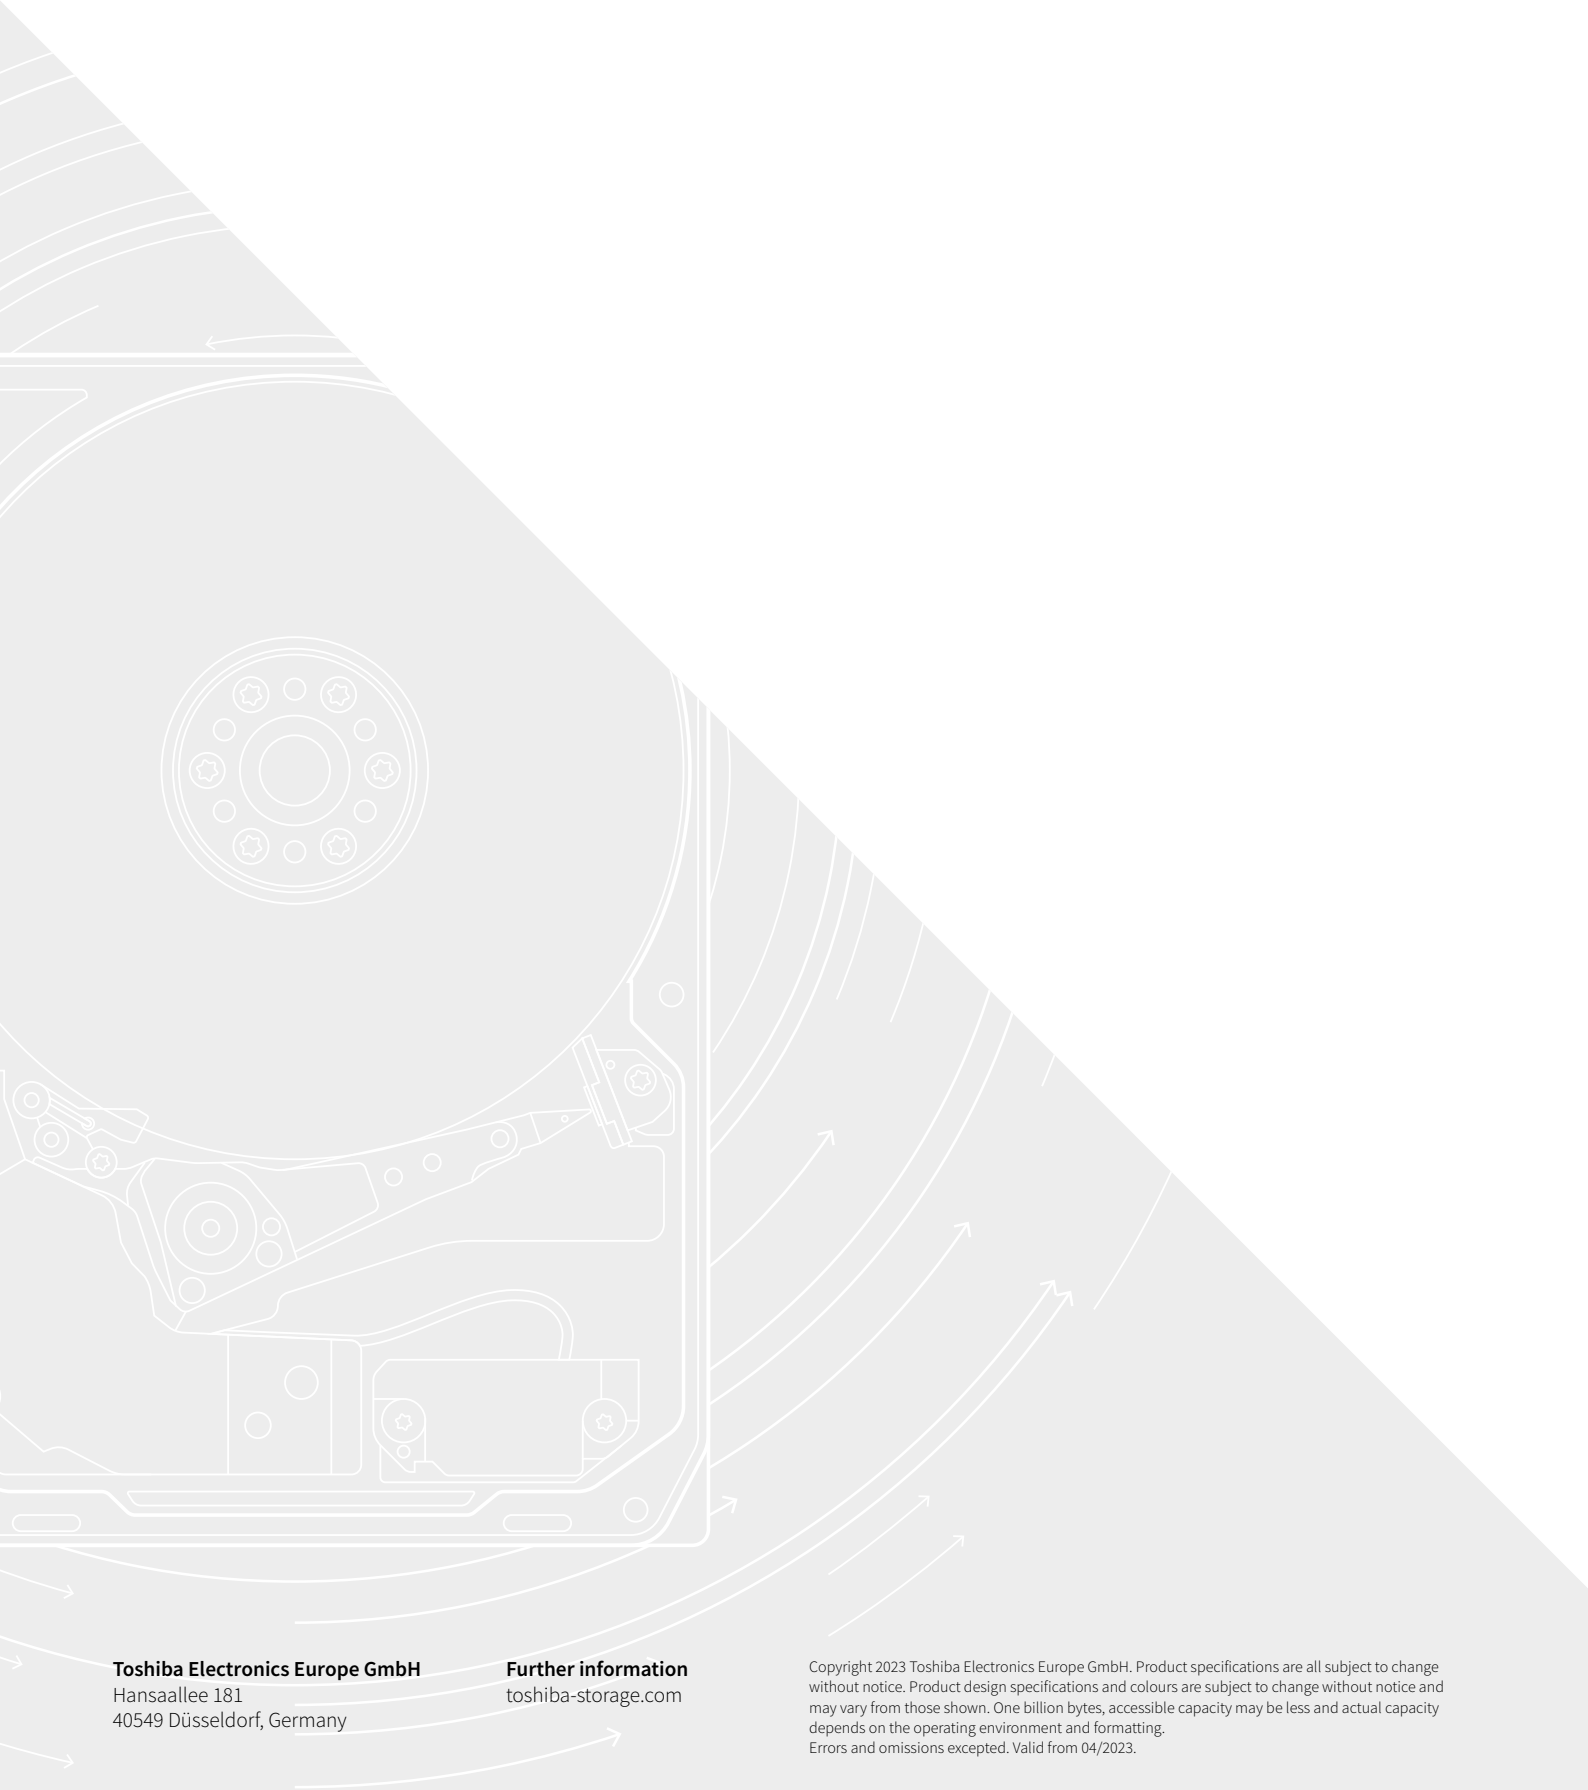 Toshiba Electronics Europe GmbH
Hansaallee 181
40549 Düsseldorf, Germany
Further information
toshiba-storage.com
Copyright 2023 Toshiba Electronics Europe GmbH. Product specifications are all subject to change
without notice. Product design specifications and colours are subject to change without notice and
may vary from those shown. One billion bytes, accessible capacity may be less and actual capacity
depends on the operating environment and formatting.
Errors and omissions excepted. Valid from 04/2023.